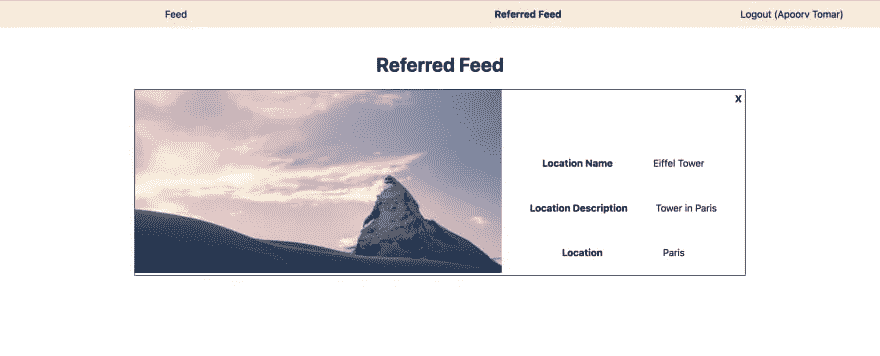 Feed Referred Feed Logout (Apoorv Tomar)
Referred Feed
X
Location Name Eiffel Tower
Location Description Tower in Paris
Location Paris